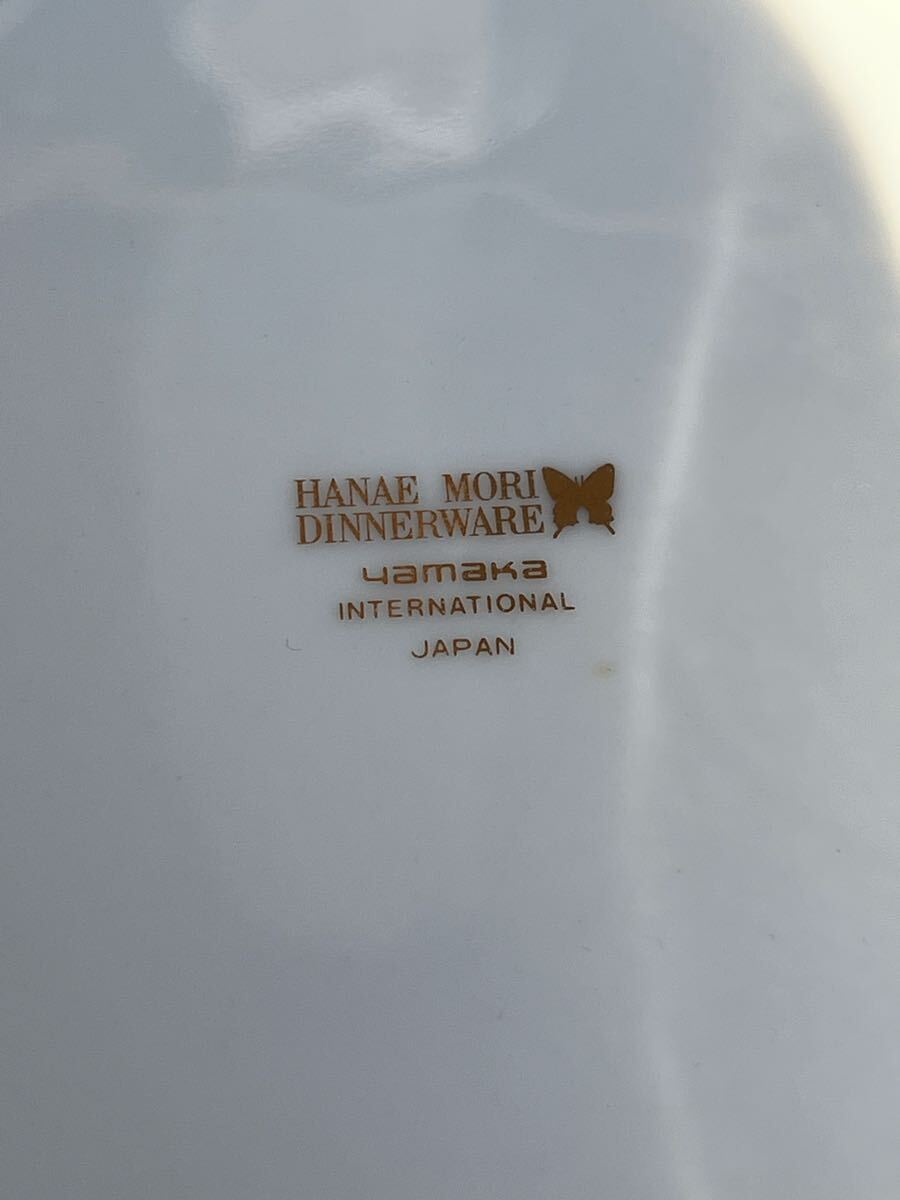 HANAE MORI
DINNERWARE
yamaka
INTERNATIONAL
JAPAN